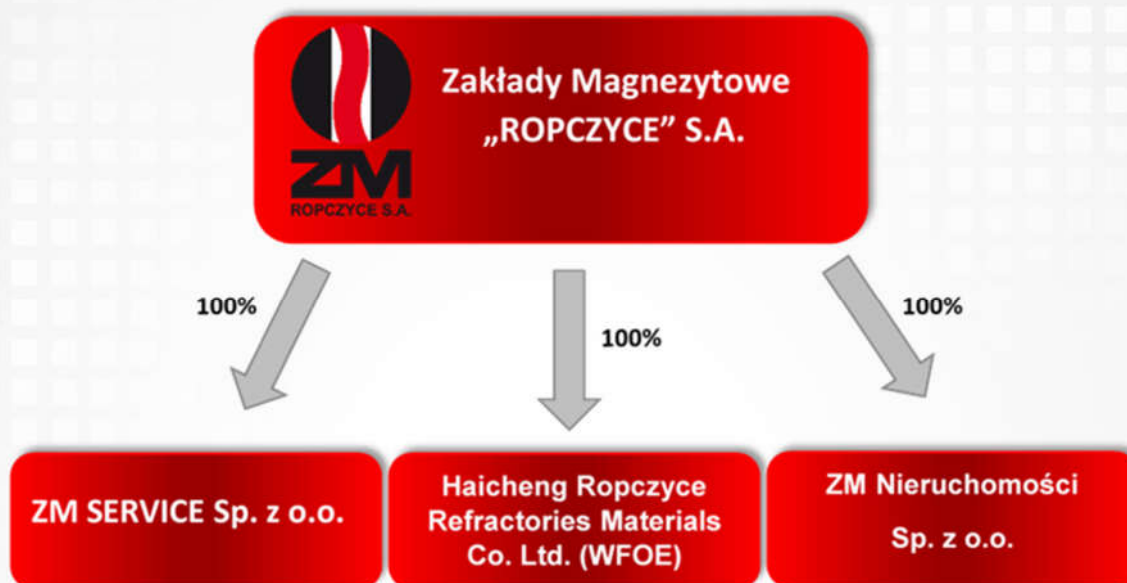 Zakłady Magnezytowe
„ROPCZYCE” S.A.
ZM
ROPCZYCE S.A.
100%
100%
100%
ZM SERVICE Sp. z o.o.
Haicheng Ropczyce
Refractories Materials
Co. Ltd. (WFOE)
ZM Nieruchomości
Sp. z o.o.